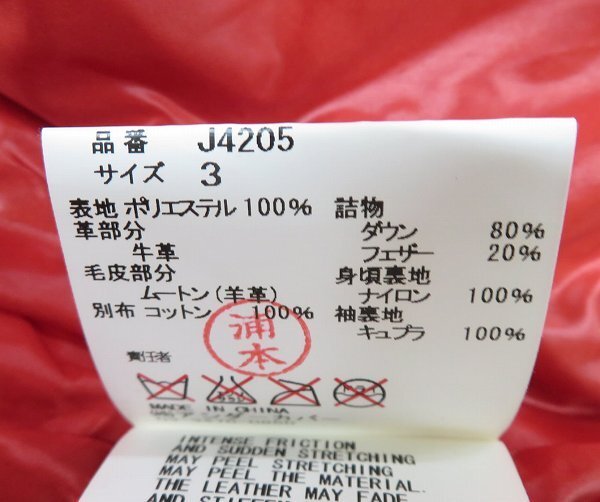 品番 J4205
サイズ 3
表地 ポリエステル 100%
革部分
牛革
毛皮部分
ムートン(羊革)
別布 コットン 100%
詰物
ダウン 80%
フェザー 20%
身頃裏地
ナイロン 100%
袖裏地
キュプラ 100%
浦本
責任者
MADE IN CHINA
INTENSE FRICTION
AND SUDDEN STRETCHING
MAY PEEL STRETCHING
MAY PEEL THE MATERIAL.
THE LEATHER MAY FADE